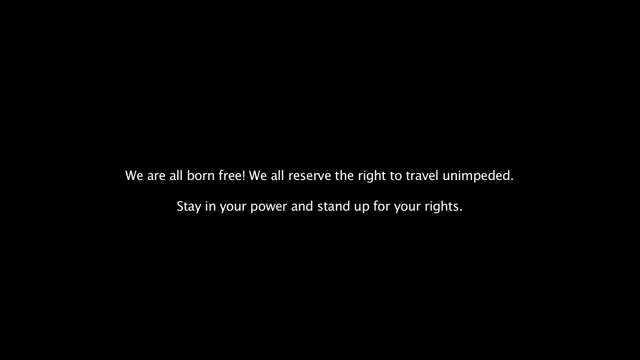 We are all born free! We all reserve the right to travel unimpeded.
Stay in your power and stand up for your rights.